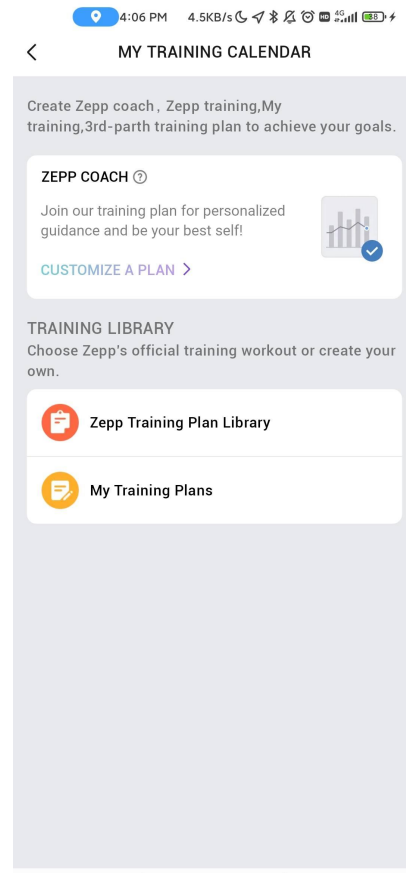 4:06 PM 4.5KB/s HD 4G 88
MY TRAINING CALENDAR
Create Zepp coach, Zepp training,My
training,3rd-parth training plan to achieve your goals.
ZEPP COACH ?
Join our training plan for personalized
guidance and be your best self!
CUSTOMIZE A PLAN
TRAINING LIBRARY
Choose Zepp's official training workout or create your
own.
Zepp Training Plan Library
My Training Plans